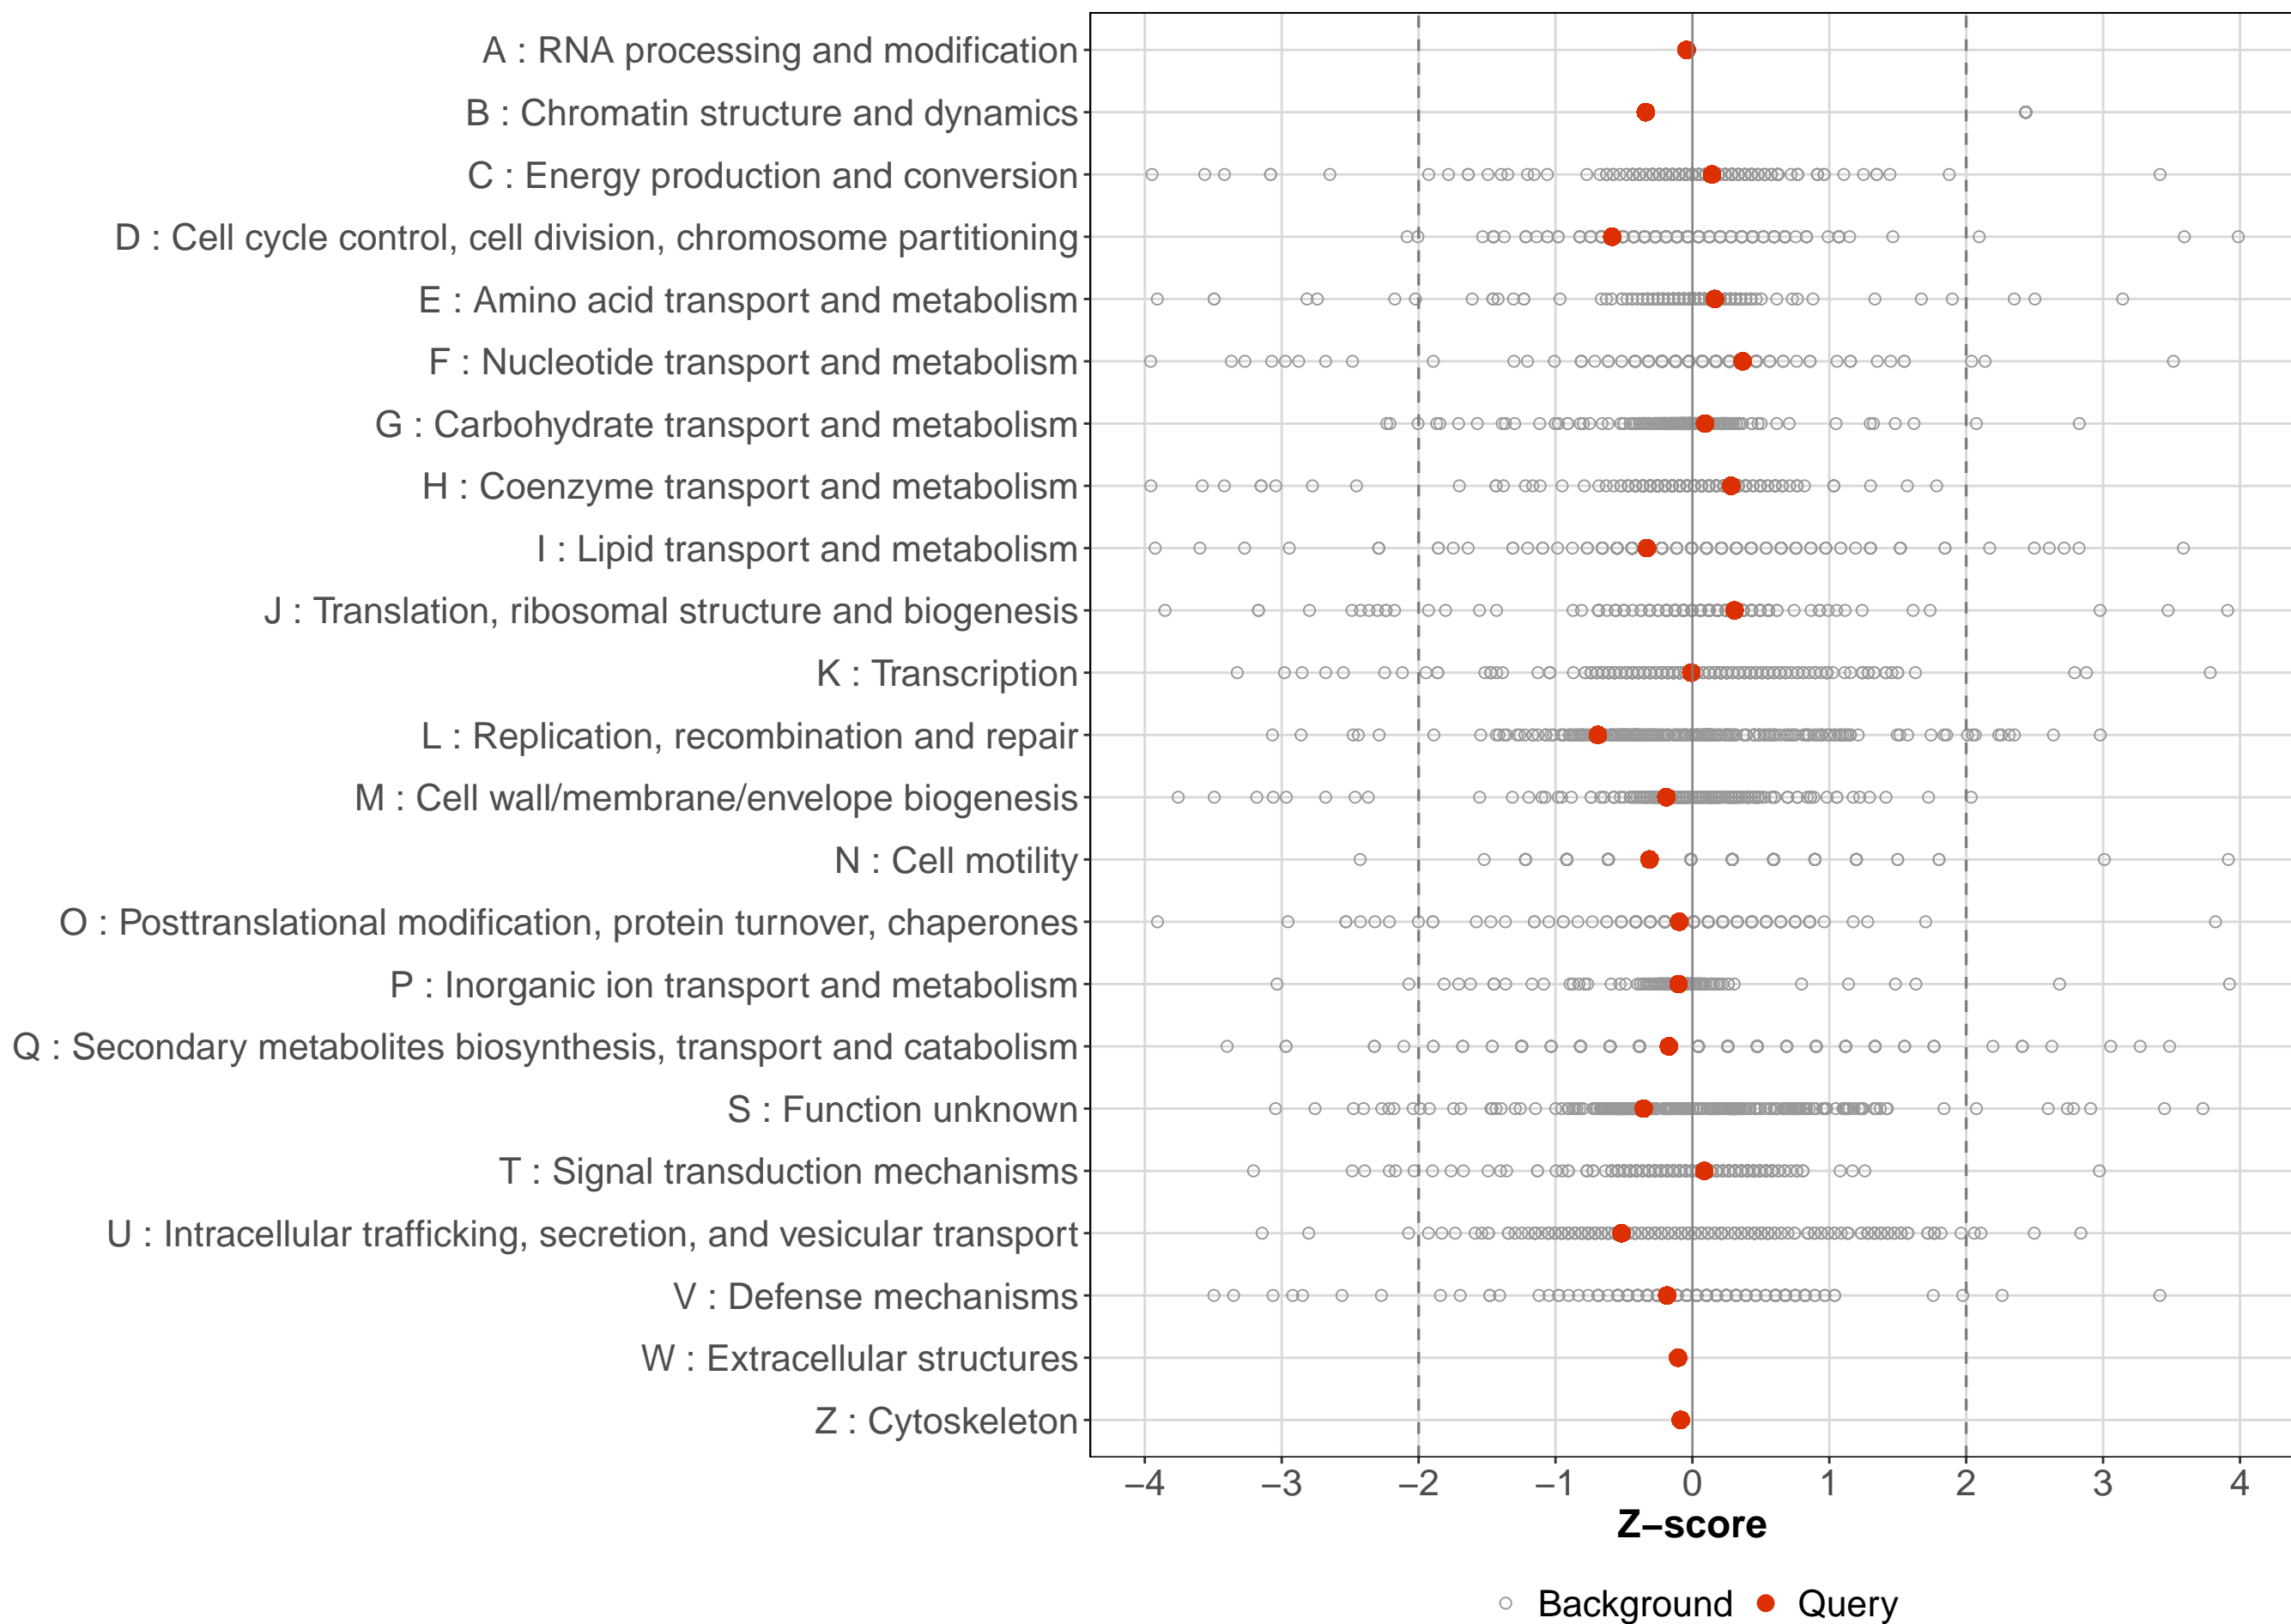 A : RNA processing and modification
B : Chromatin structure and dynamics
C : Energy production and conversion
D : Cell cycle control, cell division, chromosome partitioning
E : Amino acid transport and metabolism
F : Nucleotide transport and metabolism
G : Carbohydrate transport and metabolism
H : Coenzyme transport and metabolism
I : Lipid transport and metabolism
J : Translation, ribosomal structure and biogenesis
K : Transcription
L : Replication, recombination and repair
M : Cell wall/membrane/envelope biogenesis
N : Cell motility
O : Posttranslational modification, protein turnover, chaperones
P : Inorganic ion transport and metabolism
Q : Secondary metabolites biosynthesis, transport and catabolism
S : Function unknown
T : Signal transduction mechanisms
U : Intracellular trafficking, secretion, and vesicular transport
V : Defense mechanisms
W : Extracellular structures
Z : Cytoskeleton
−4 −3 −2 −1 0 1 2 3 4
Z−score
Background Query